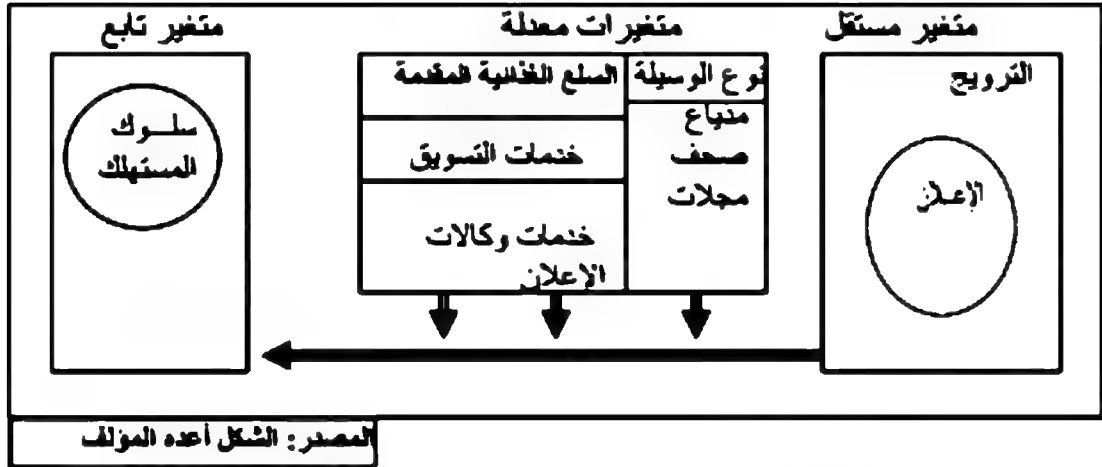 متغير مستقل
متغيرات معدلة
متغير تابع
الترويج
الإعلان
نوع الوسيلة
مذياع
صحف
مجلات
السلع الغذائية المقدمة
خدمات التسويق
خدمات وكالات
الإعلان
سلوك
المستهلك
المصدر: الشكل أعده المؤلف